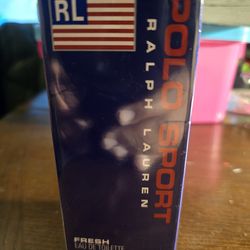 RL
POLO SPORT
RALPH LAUREN
FRESH
EAU DE TOILETTE